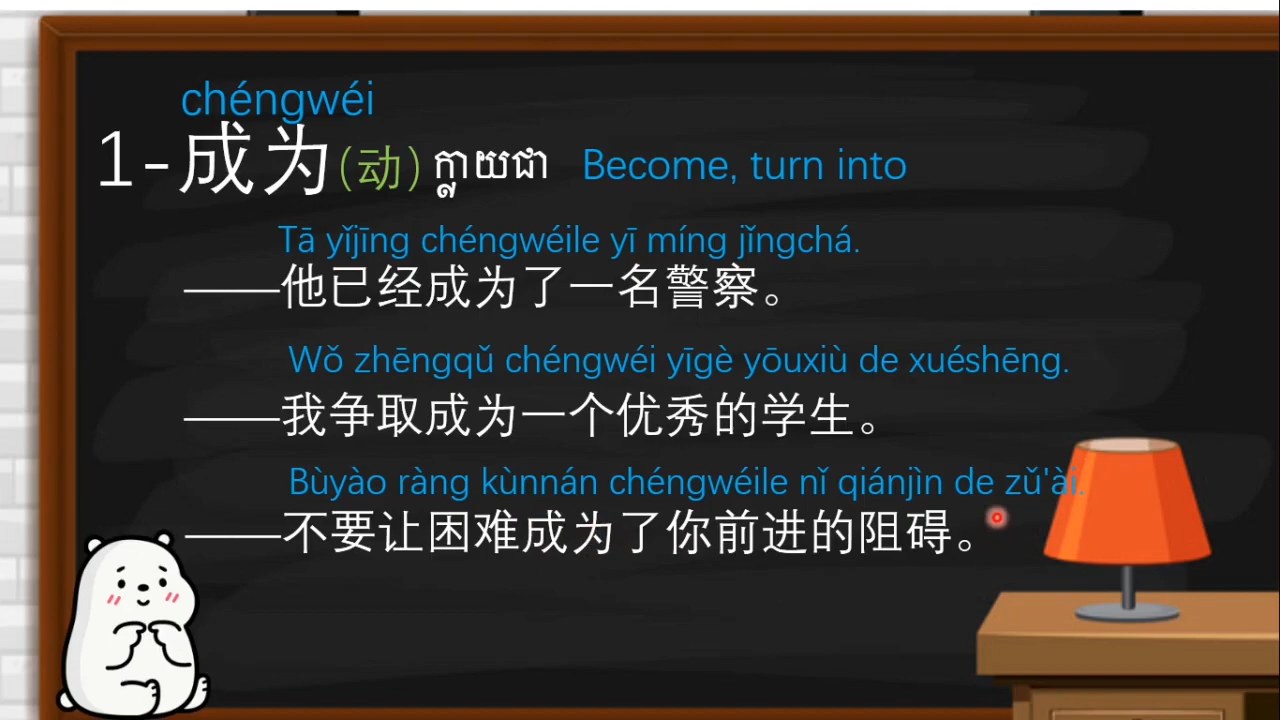 chéngwéi
1-成为(动) ក្លាយជា Become, turn into
Tā yǐjīng chéngwéile yī míng jǐngchá.
——他已经成为了一名警察。
Wǒ zhēngqǔ chéngwéi yīgè yōuxiù de xuéshēng.
——我争取成为一个优秀的学生。
Bùyào ràng kùnnán chéngwéile nǐ qiánjìn de zǔ'ài.
——不要让困难成为了你前进的阻碍。